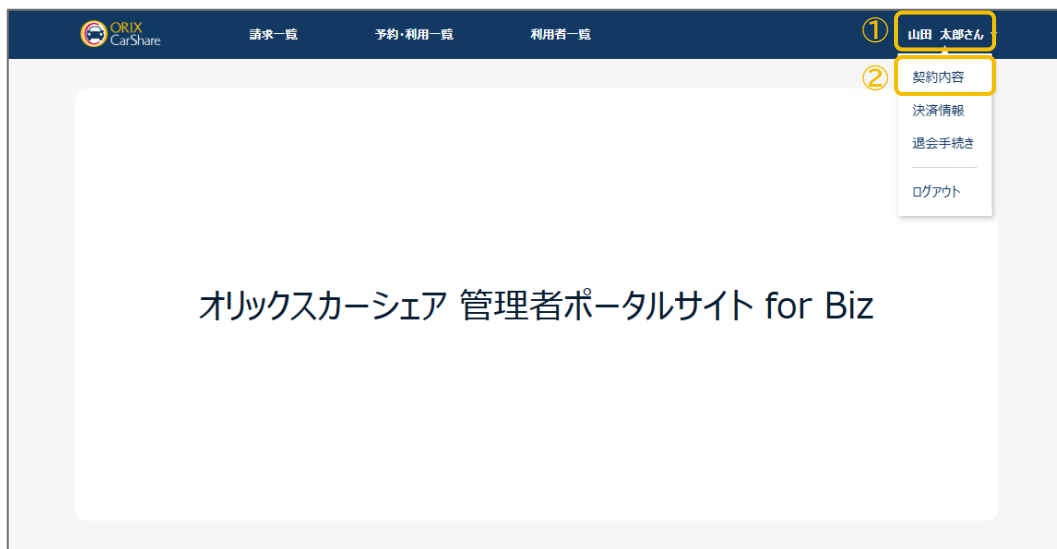 ORIX
CarShare
請求一覧
予約・利用一覧
利用者一覧
①
山田 太郎さん
②
契約内容
決済情報
退会手続き
ログアウト
オリックスカーシェア 管理者ポータルサイト for Biz